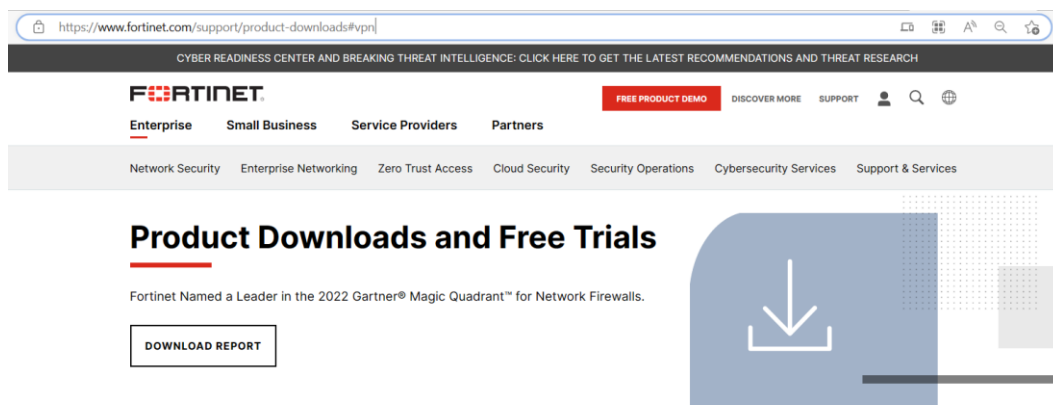 https://www.fortinet.com/support/product-downloads#vpn
CYBER READINESS CENTER AND BREAKING THREAT INTELLIGENCE: CLICK HERE TO GET THE LATEST RECOMMENDATIONS AND THREAT RESEARCH
FORTINET
FREE PRODUCT DEMO DISCOVER MORE SUPPORT
Enterprise Small Business Service Providers Partners
Network Security Enterprise Networking Zero Trust Access Cloud Security Security Operations Cybersecurity Services Support & Services
Product Downloads and Free Trials
Fortinet Named a Leader in the 2022 Gartner® Magic Quadrant™ for Network Firewalls.
DOWNLOAD REPORT